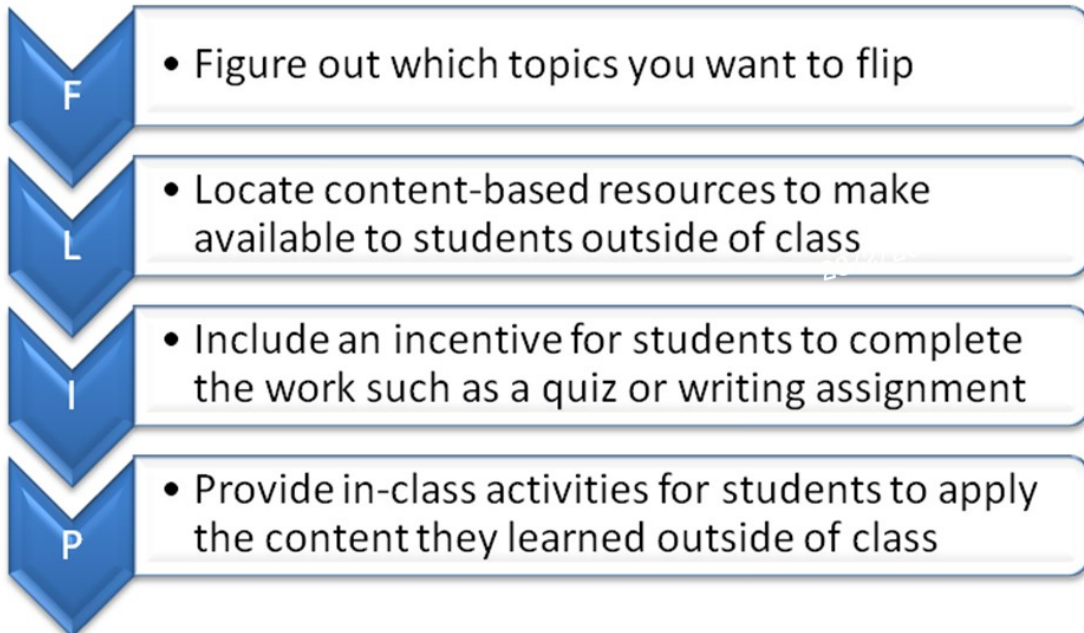 F
• Figure out which topics you want to flip
L
• Locate content-based resources to make
available to students outside of class
I
• Include an incentive for students to complete
the work such as a quiz or writing assignment
P
• Provide in-class activities for students to apply
the content they learned outside of class